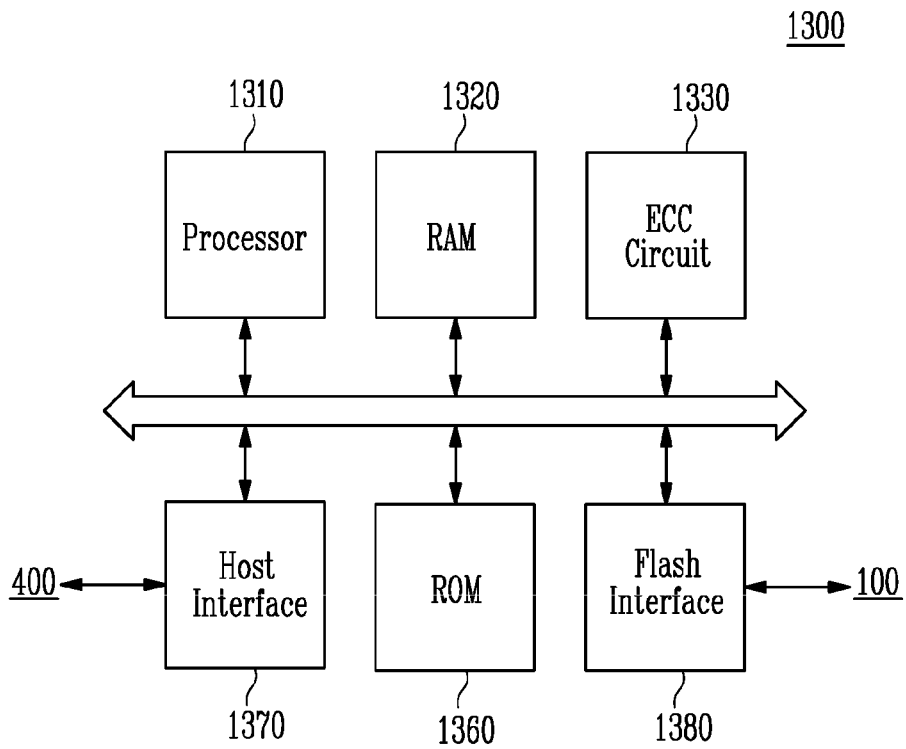 1300
1310
1320
1330
Processor
RAM
ECC
Circuit
400
Host
Interface
ROM
Flash
Interface
100
1370
1360
1380